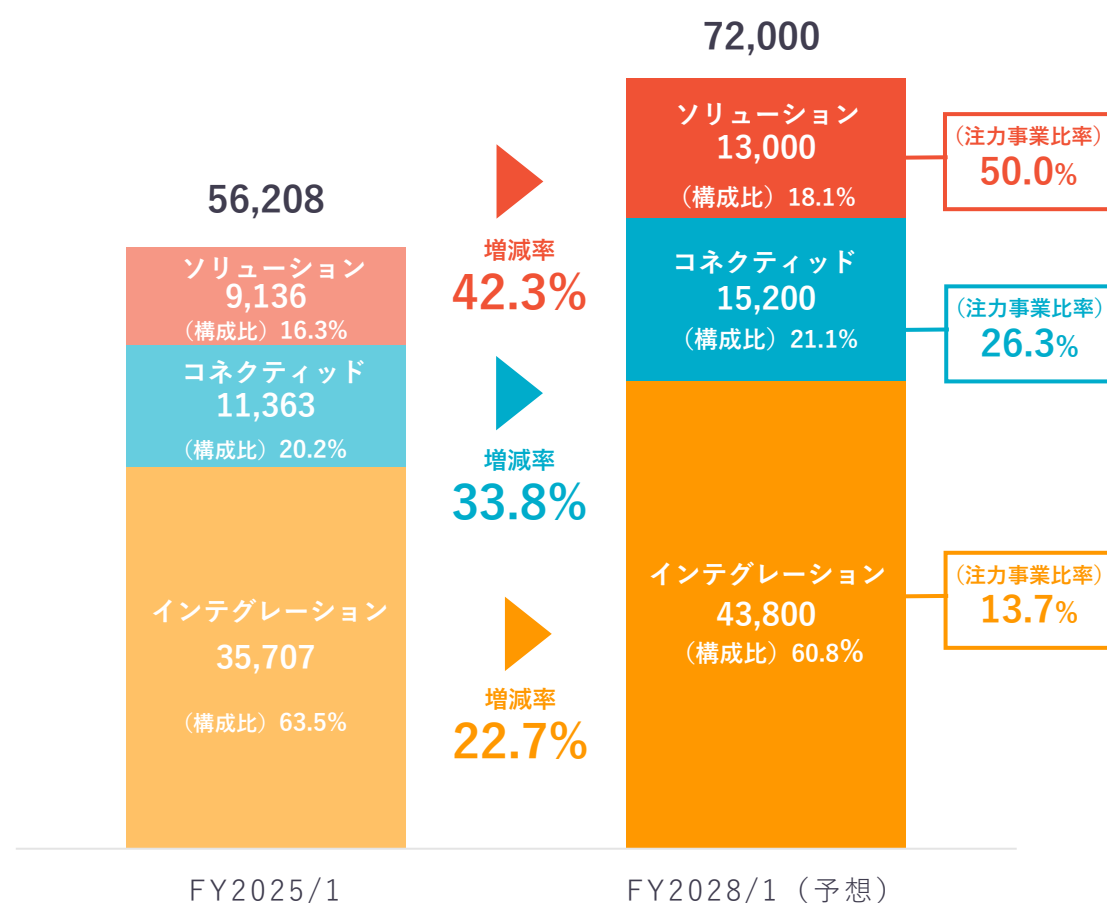 56,208
ソリューション
9,136
（構成比）16.3%
コネクティッド
11,363
（構成比）20.2%
インテグレーション
35,707
（構成比）63.5%
FY2025/1
増減率
42.3%
増減率
33.8%
増減率
22.7%
72,000
ソリューション
13,000
（構成比）18.1%
コネクティッド
15,200
（構成比）21.1%
インテグレーション
43,800
（構成比）60.8%
FY2028/1（予想）
（注力事業比率）
50.0%
（注力事業比率）
26.3%
（注力事業比率）
13.7%